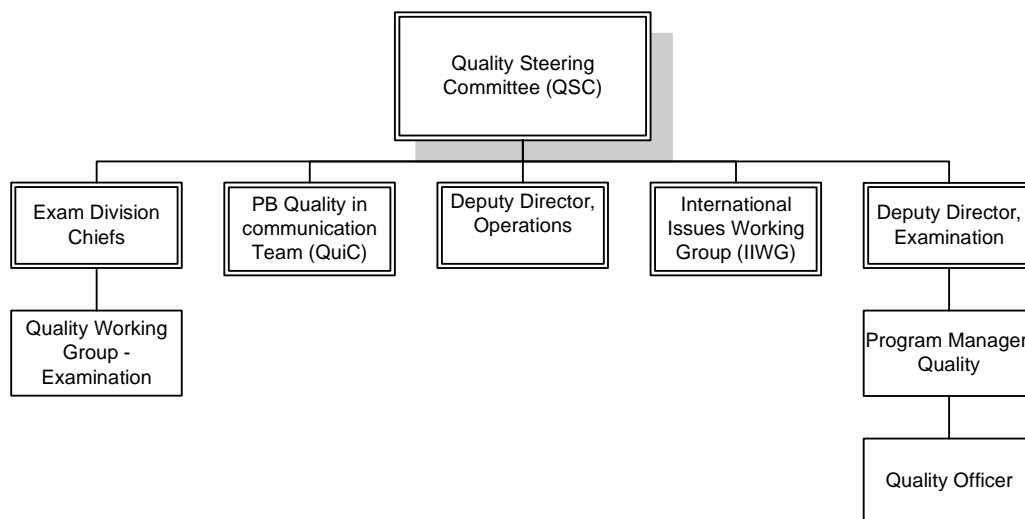 Quality Steering
Committee (QSC)
Exam Division
Chiefs
PB Quality in
communication
Team (QuiC)
Deputy Director,
Operations
International
Issues Working
Group (IIWG)
Deputy Director,
Examination
Quality Working
Group -
Examination
Program Manager
Quality
Quality Officer